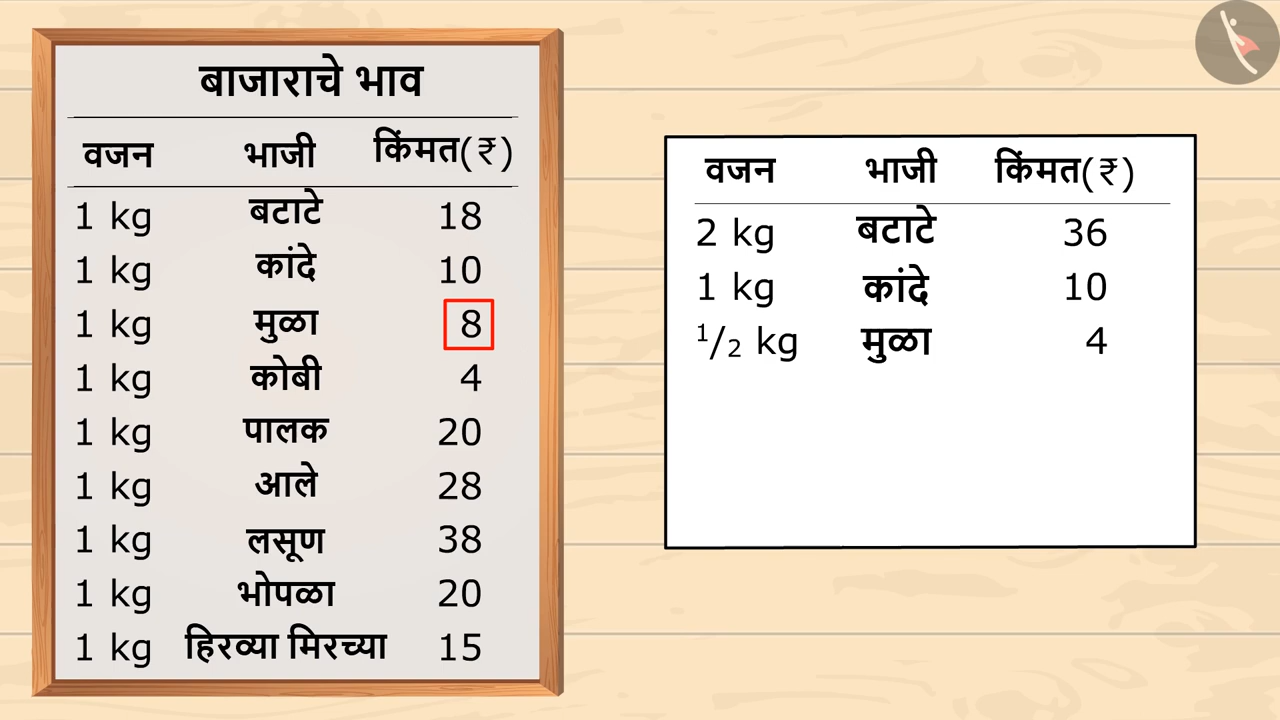 बाजाराचे भाव
वजन भाजी किंमत(₹)
1 kg बटाटे 18
1 kg कांदे 10
1 kg मुळा 8
1 kg कोबी 4
1 kg पालक 20
1 kg आले 28
1 kg लसूण 38
1 kg भोपळा 20
1 kg हिरव्या मिरच्या 15
वजन भाजी किंमत(₹)
2 kg बटाटे 36
1 kg कांदे 10
1/2 kg मुळा 4